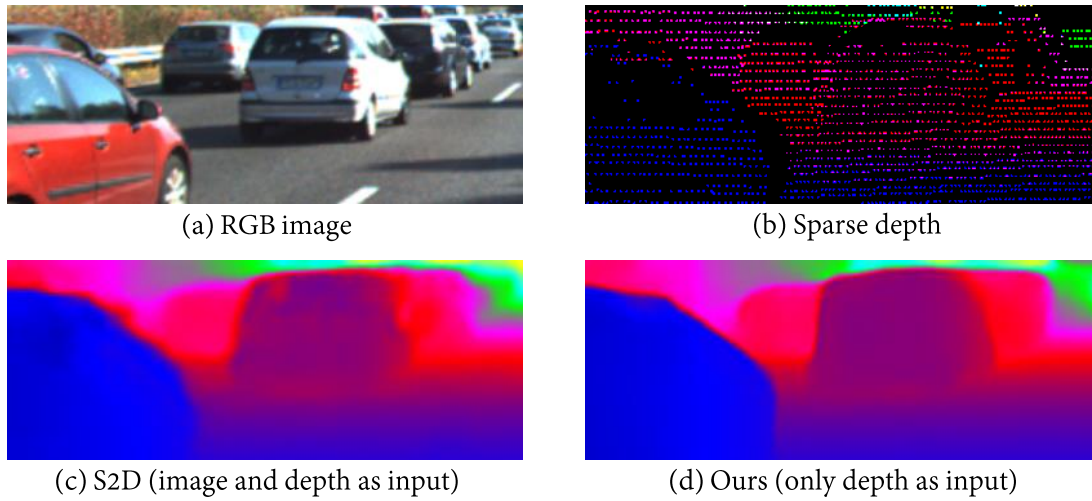 (a) RGB image
(b) Sparse depth
(c) S2D (image and depth as input)
(d) Ours (only depth as input)